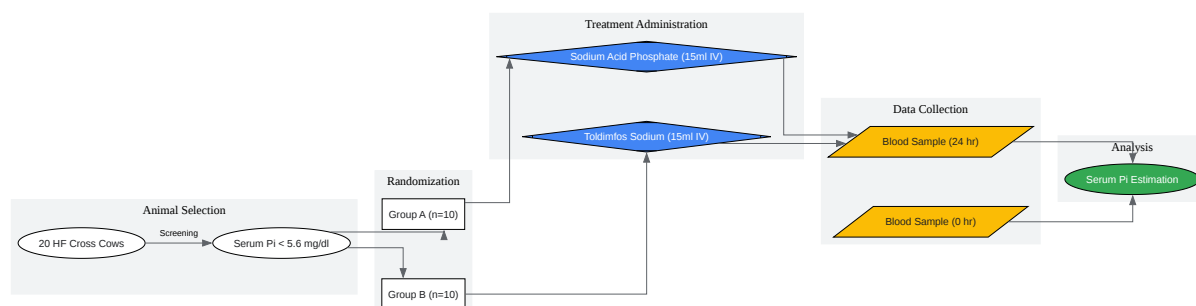 Treatment Administration
Sodium Acid Phosphate (15ml IV)
Toldimfos Sodium (15ml IV)
Data Collection
Blood Sample (24 hr)
Blood Sample (0 hr)
Analysis
Serum Pi Estimation
Randomization
Group A (n=10)
Group B (n=10)
Animal Selection
20 HF Cross Cows
Screening
Serum Pi < 5.6 mg/dl